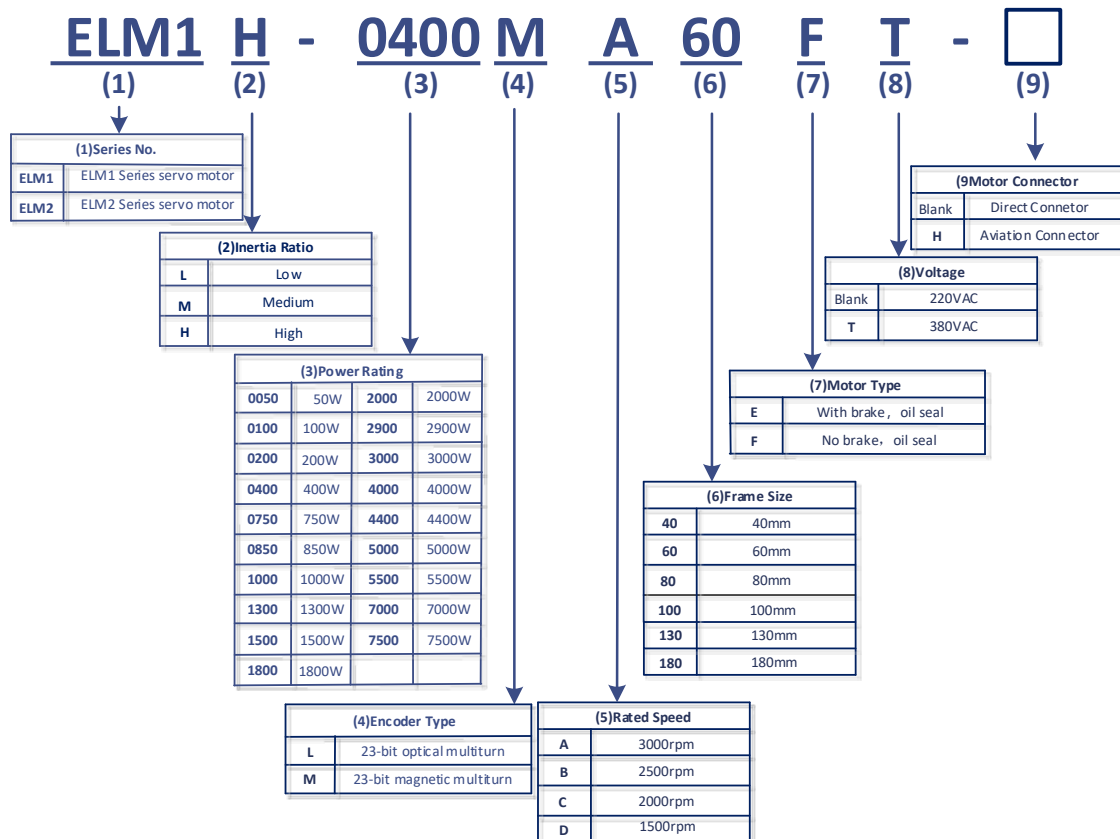 ELM1 H - 0400 M A 60 F T -
(1) (2) (3) (4) (5) (6) (7) (8) (9)
(1)Series No.
ELM1 ELM1 Series servo motor
ELM2 ELM2 Series servo motor
(2)Inertia Ratio
L Low
M Medium
H High
(3)Power Rating
0050 50W 2000 2000W
0100 100W 2900 2900W
0200 200W 3000 3000W
0400 400W 4000 4000W
0750 750W 4400 4400W
0850 850W 5000 5000W
1000 1000W 5500 5500W
1300 1300W 7000 7000W
1500 1500W 7500 7500W
1800 1800W
(4)Encoder Type
L 23-bit optical multiturn
M 23-bit magnetic multiturn
(5)Rated Speed
A 3000rpm
B 2500rpm
C 2000rpm
D 1500rpm
(6)Frame Size
40 40mm
60 60mm
80 80mm
100 100mm
130 130mm
180 180mm
(7)Motor Type
E With brake，oil seal
F No brake，oil seal
(8)Voltage
Blank 220VAC
T 380VAC
(9Motor Connector
Blank Direct Connetor
H Aviation Connector